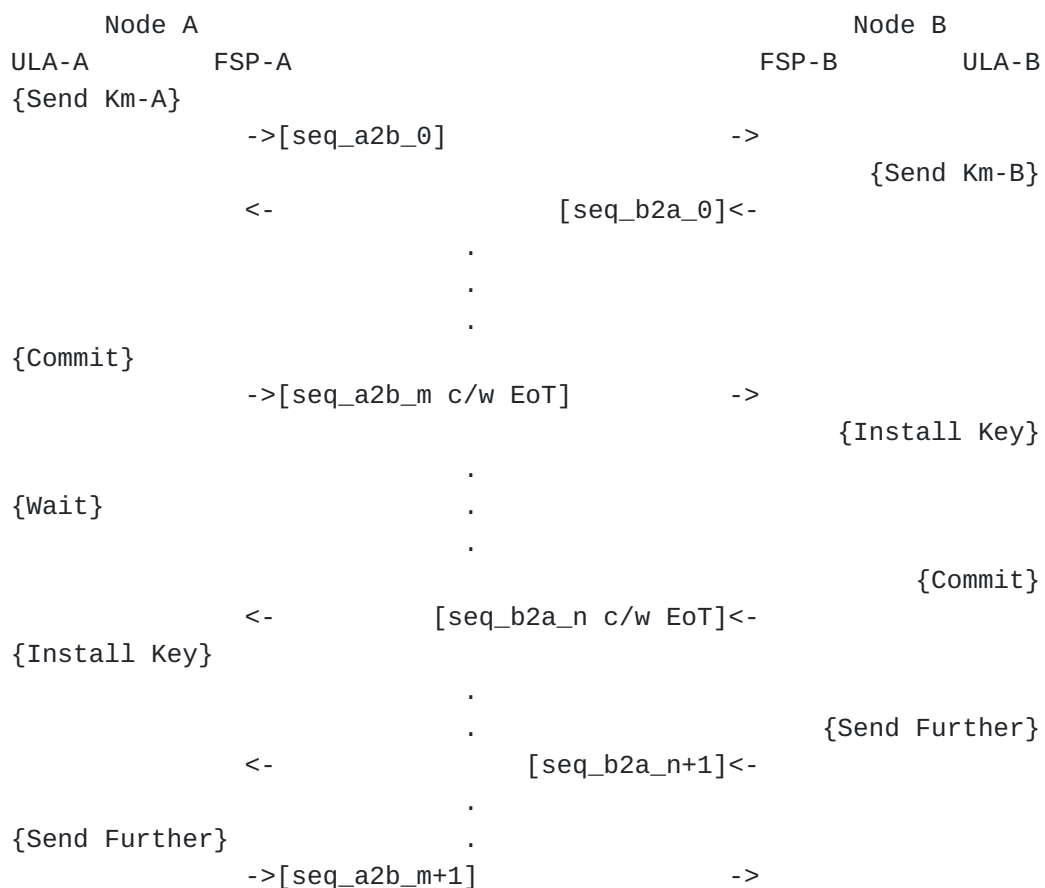 Node A Node B
ULA-A FSP-A FSP-B ULA-B
{Send Km-A}
->[seq_a2b_0] ->
{Send Km-B}
<- [seq_b2a_0]<-
.
.
.
{Commit}
->[seq_a2b_m c/w EoT] ->
{Install Key}
.
{Wait} .
.
{Commit}
<- [seq_b2a_n c/w EoT]<-
{Install Key}
.
. {Send Further}
<- [seq_b2a_n+1]<-
.
{Send Further} .
->[seq_a2b_m+1] ->